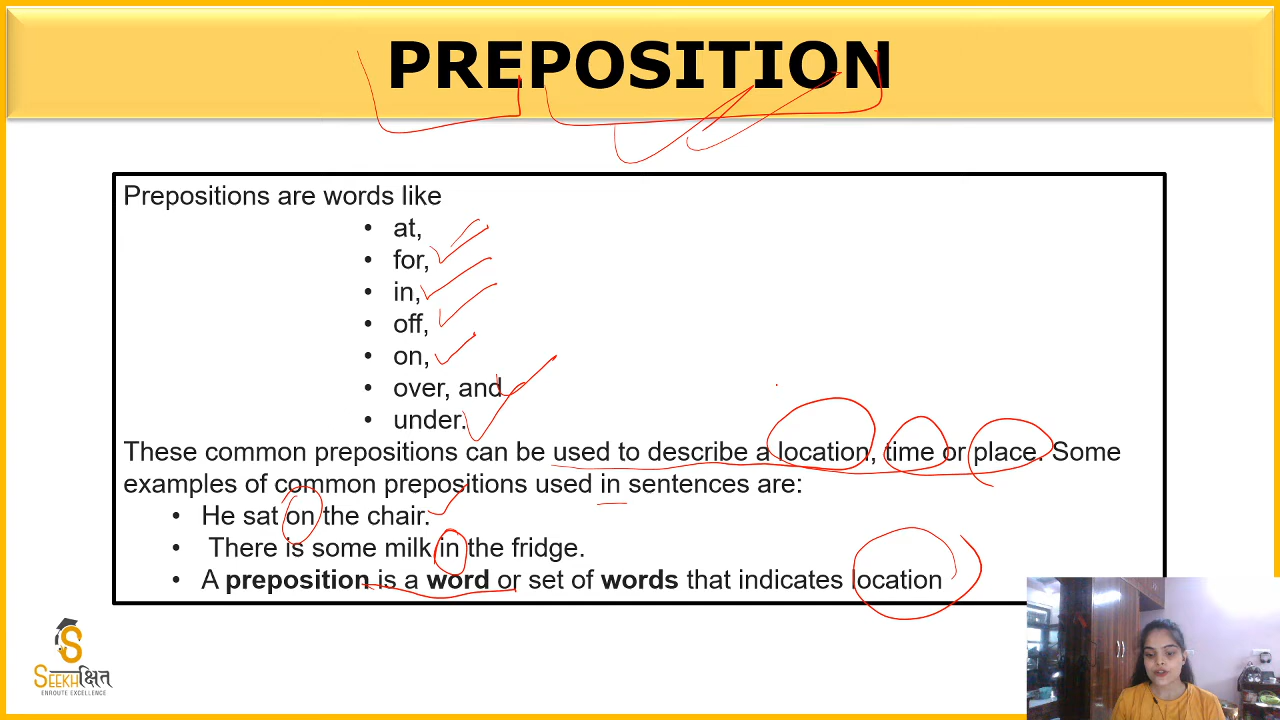 PREPOSITION
Prepositions are words like
• at,
• for,
• in,
• off,
• on,
• over, and
• under.
These common prepositions can be used to describe a location, time or place. Some
examples of common prepositions used in sentences are:
• He sat on the chair.
• There is some milk in the fridge.
• A preposition is a word or set of words that indicates location
SEEKHक्षित
ENROUTE EXCELLENCE